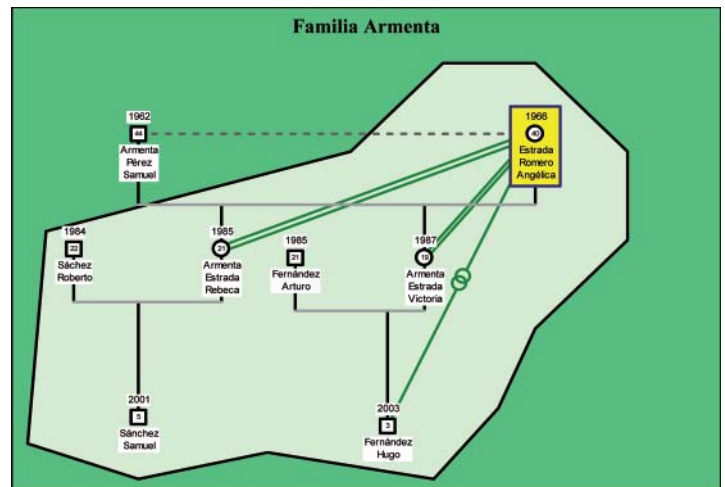 Familia Armenta
1962
44
Armenta
Pérez
Samuel
1966
40
Estrada
Romero
Angélica
1984
22
Sáchez
Roberto
1985
21
Armenta
Estrada
Rebeca
1985
21
Fernández
Arturo
1987
19
Armenta
Estrada
Victoria
2001
5
Sánchez
Samuel
2003
3
Fernández
Hugo